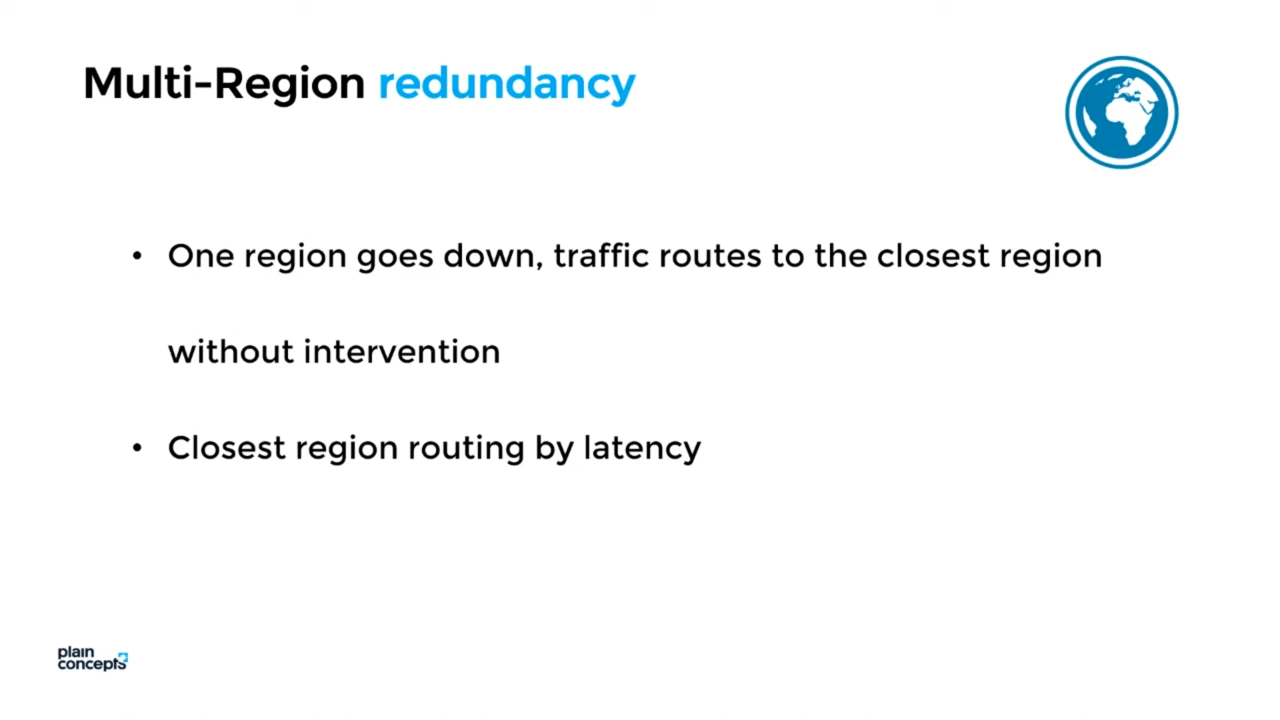 Multi-Region redundancy
• One region goes down, traffic routes to the closest region
without intervention
• Closest region routing by latency
plain
concepts